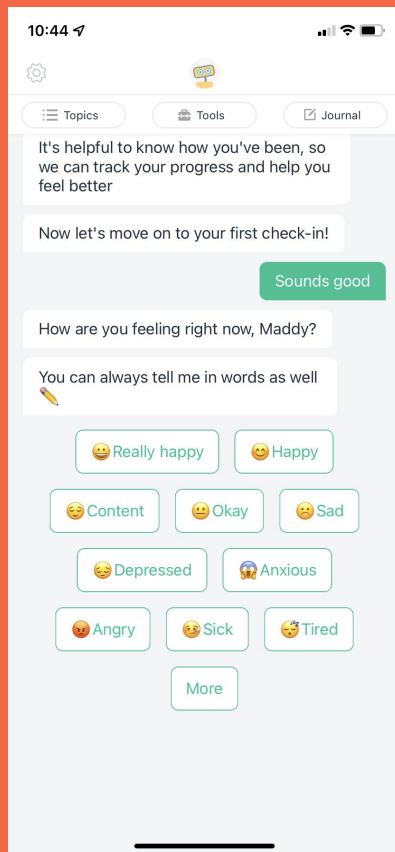 10:44
Topics
Tools
Journal
It's helpful to know how you've been, so
we can track your progress and help you
feel better
Now let's move on to your first check-in!
Sounds good
How are you feeling right now, Maddy?
You can always tell me in words as well
✏️
😀Really happy
😊Happy
😌Content
😐Okay
☹️Sad
😔Depressed
😱Anxious
😡Angry
🤒Sick
😴Tired
More